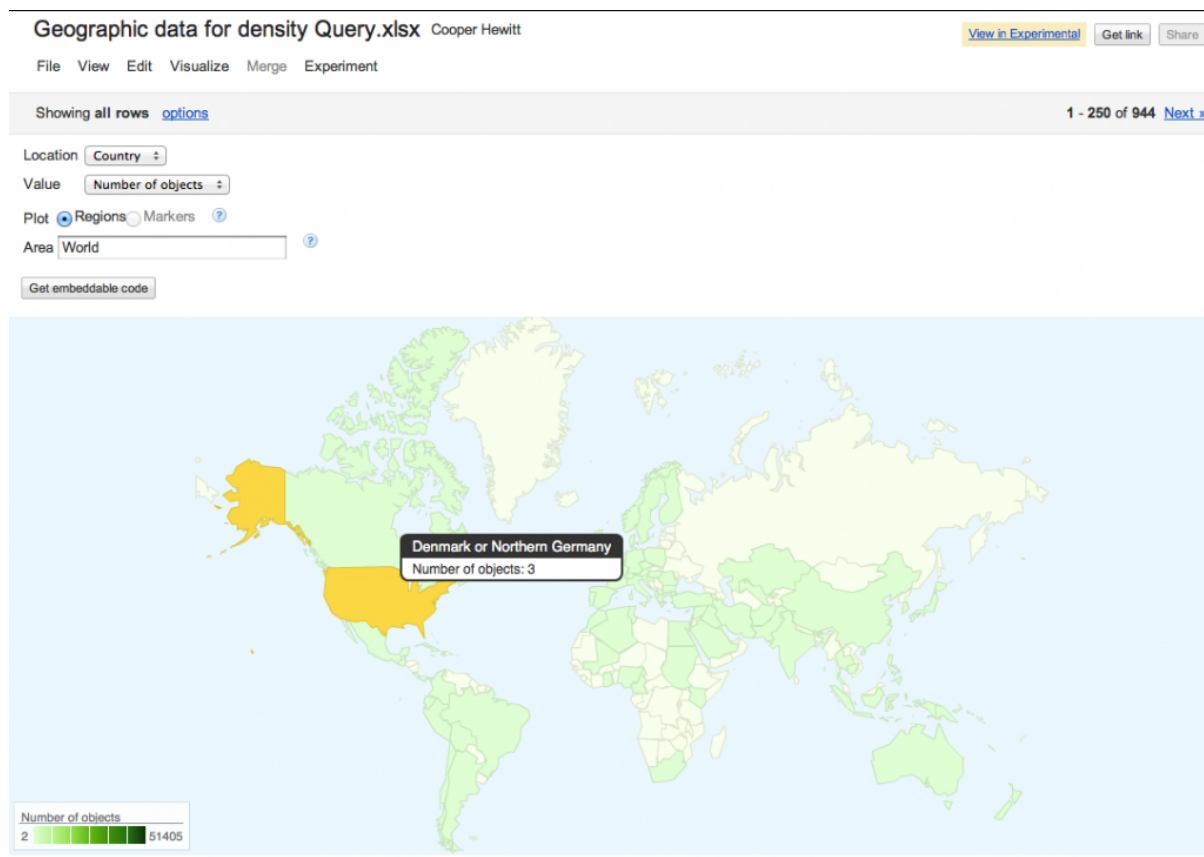 Geographic data for density Query.xlsx Cooper Hewitt
View in Experimental Get link Share
File View Edit Visualize Merge Experiment
Showing all rows options
1 - 250 of 944 Next »
Location Country
Value Number of objects
Plot Regions Markers ?
Area World ?
Get embeddable code
Denmark or Northern Germany
Number of objects: 3
Number of objects
2 51405